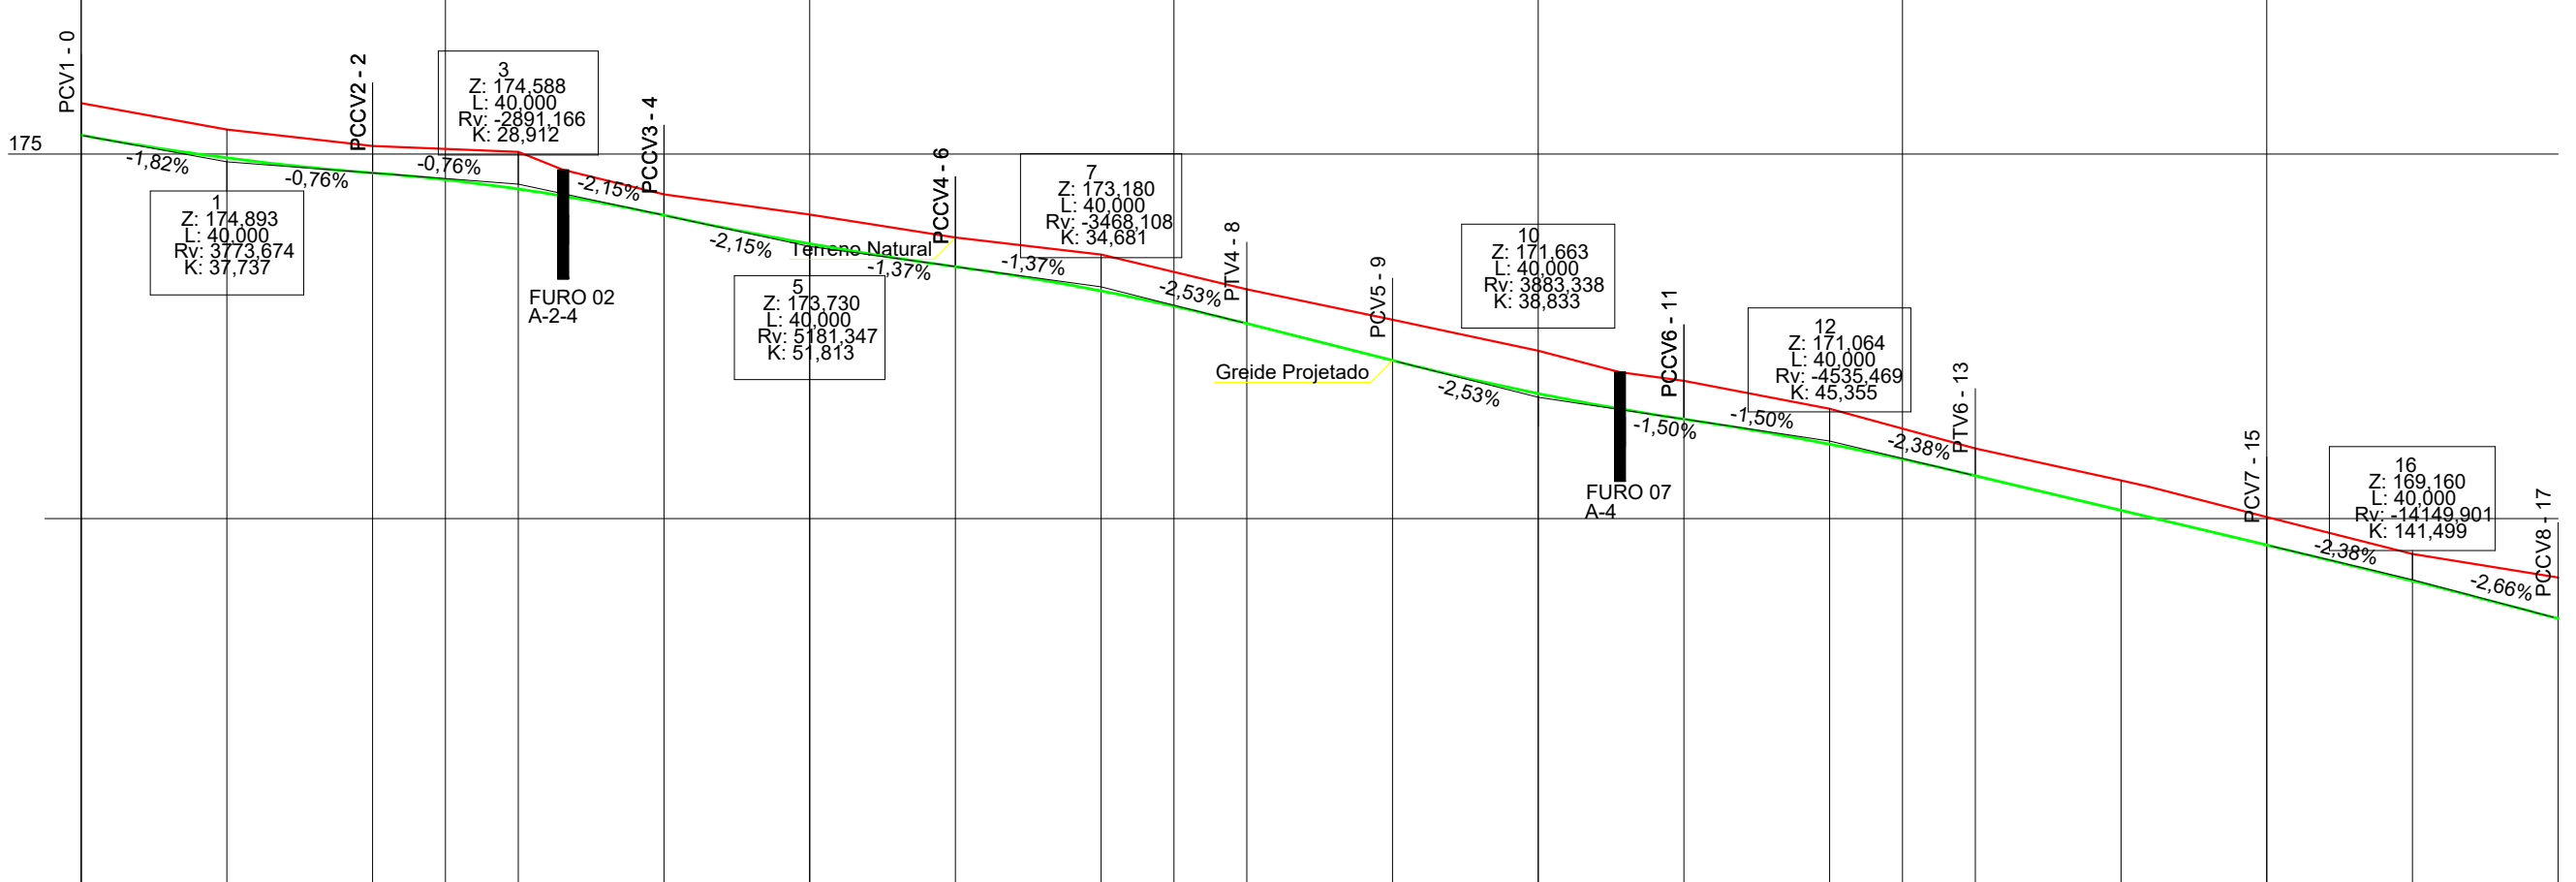 PCV1 - 0
175
-1,82%
1
Z: 174,893
L: 40,000
Rv: 3773,674
K: 37,737
-0,76%
PCCV2 - 2
-0,76%
3
Z: 174,588
L: 40,000
Rv: -2891,166
K: 28,912
FURO 02
A-2-4
-2,15%
PCCV3 - 4
-2,15%
Terreno Natural
5
Z: 173,730
L: 40,000
Rv: 5181,347
K: 51,813
-1,37%
PCCV4 - 6
-1,37%
7
Z: 173,180
L: 40,000
Rv: -3468,108
K: 34,681
-2,53%
PTV4 - 8
Greide Projetado
PCV5 - 9
-2,53%
10
Z: 171,663
L: 40,000
Rv: 3883,338
K: 38,833
FURO 07
A-4
-1,50%
PCCV6 - 11
-1,50%
12
Z: 171,064
L: 40,000
Rv: -4535,469
K: 45,355
-2,38%
PTV6 - 13
PCV7 - 15
-2,38%
16
Z: 169,160
L: 40,000
Rv: -14149,901
K: 141,499
-2,66%
PCCV8 - 17